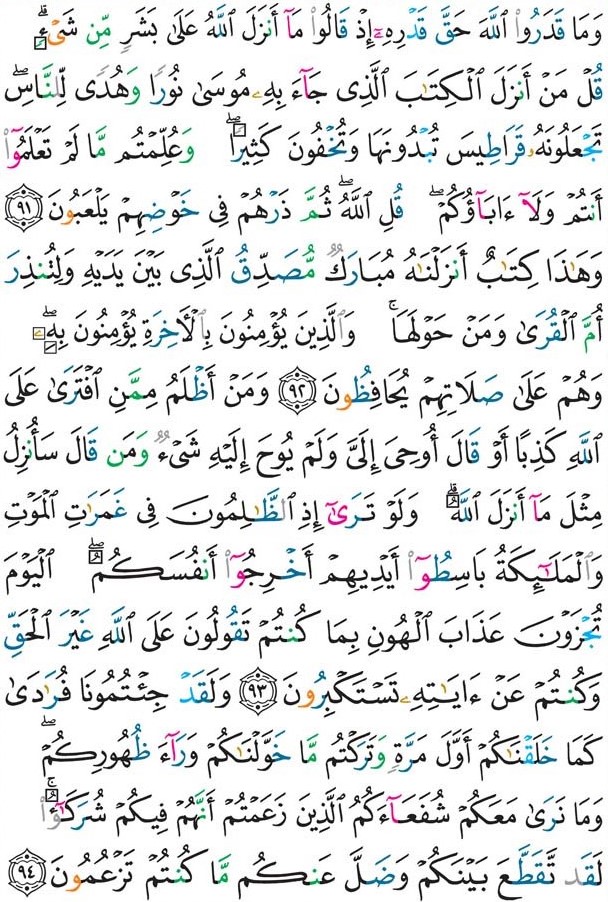 وَمَا قَدَرُوا۟ ٱللَّهَ حَقَّ قَدْرِهِۦٓ إِذْ قَالُوا۟ مَآ أَنزَلَ ٱللَّهُ عَلَىٰ بَشَرٍ مِّن شَىْءٍ ۗ
قُلْ مَنْ أَنزَلَ ٱلْكِتَـٰبَ ٱلَّذِى جَآءَ بِهِۦ مُوسَىٰ نُورًا وَهُدًى لِّلنَّاسِ ۖ
تَجْعَلُونَهُۥ قَرَاطِيسَ تُبْدُونَهَا وَتُخْفُونَ كَثِيرًا ۖ وَعُلِّمْتُم مَّا لَمْ تَعْلَمُوٓا۟
أَنتُمْ وَلَآ ءَابَآؤُكُمْ ۖ قُلِ ٱللَّهُ ۖ ثُمَّ ذَرْهُمْ فِى خَوْضِهِمْ يَلْعَبُونَ ٩١
وَهَـٰذَا كِتَـٰبٌ أَنزَلْنَـٰهُ مُبَارَكٌ مُّصَدِّقُ ٱلَّذِى بَيْنَ يَدَيْهِ وَلِتُنذِرَ
أُمَّ ٱلْقُرَىٰ وَمَنْ حَوْلَهَا ۚ وَٱلَّذِينَ يُؤْمِنُونَ بِٱلْـَٔاخِرَةِ يُؤْمِنُونَ بِهِۦ ۖ
وَهُمْ عَلَىٰ صَلَاتِهِمْ يُحَافِظُونَ ٩٢ وَمَنْ أَظْلَمُ مِمَّنِ ٱفْتَرَىٰ عَلَى
ٱللَّهِ كَذِبًا أَوْ قَالَ أُوحِىَ إِلَىَّ وَلَمْ يُوحَ إِلَيْهِ شَىْءٌ وَمَن قَالَ سَأُنزِلُ
مِثْلَ مَآ أَنزَلَ ٱللَّهُ ۗ وَلَوْ تَرَىٰٓ إِذِ ٱلظَّـٰلِمُونَ فِى غَمَرَٰتِ ٱلْمَوْتِ
وَٱلْمَلَـٰٓئِكَةُ بَاسِطُوٓا۟ أَيْدِيهِمْ أَخْرِجُوٓا۟ أَنفُسَكُمُ ۖ ٱلْيَوْمَ
تُجْزَوْنَ عَذَابَ ٱلْهُونِ بِمَا كُنتُمْ تَقُولُونَ عَلَى ٱللَّهِ غَيْرَ ٱلْحَقِّ
وَكُنتُمْ عَنْ ءَايَـٰتِهِۦ تَسْتَكْبِرُونَ ٩٣ وَلَقَدْ جِئْتُمُونَا فُرَٰدَىٰ
كَمَا خَلَقْنَـٰكُمْ أَوَّلَ مَرَّةٍ وَتَرَكْتُم مَّا خَوَّلْنَـٰكُمْ وَرَآءَ ظُهُورِكُمْ ۖ
وَمَا نَرَىٰ مَعَكُمْ شُفَعَآءَكُمُ ٱلَّذِينَ زَعَمْتُمْ أَنَّهُمْ فِيكُمْ شُرَكَـٰٓؤُا۟ ۚ
لَقَد تَّقَطَّعَ بَيْنَكُمْ وَضَلَّ عَنكُم مَّا كُنتُمْ تَزْعُمُونَ ٩٤